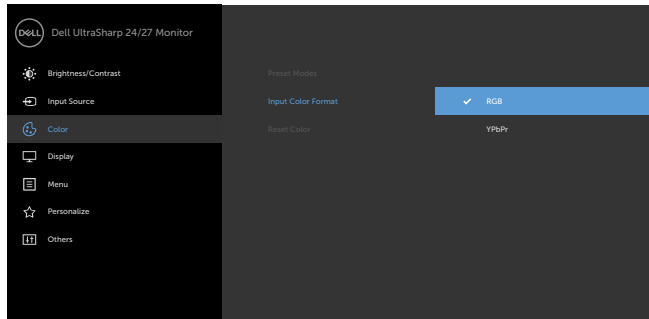 DELL Dell UltraSharp 24/27 Monitor
Brightness/Contrast
Input Source
Color
Display
Menu
Personalize
Others
Preset Modes
Input Color Format
Reset Color
RGB
YPbPr